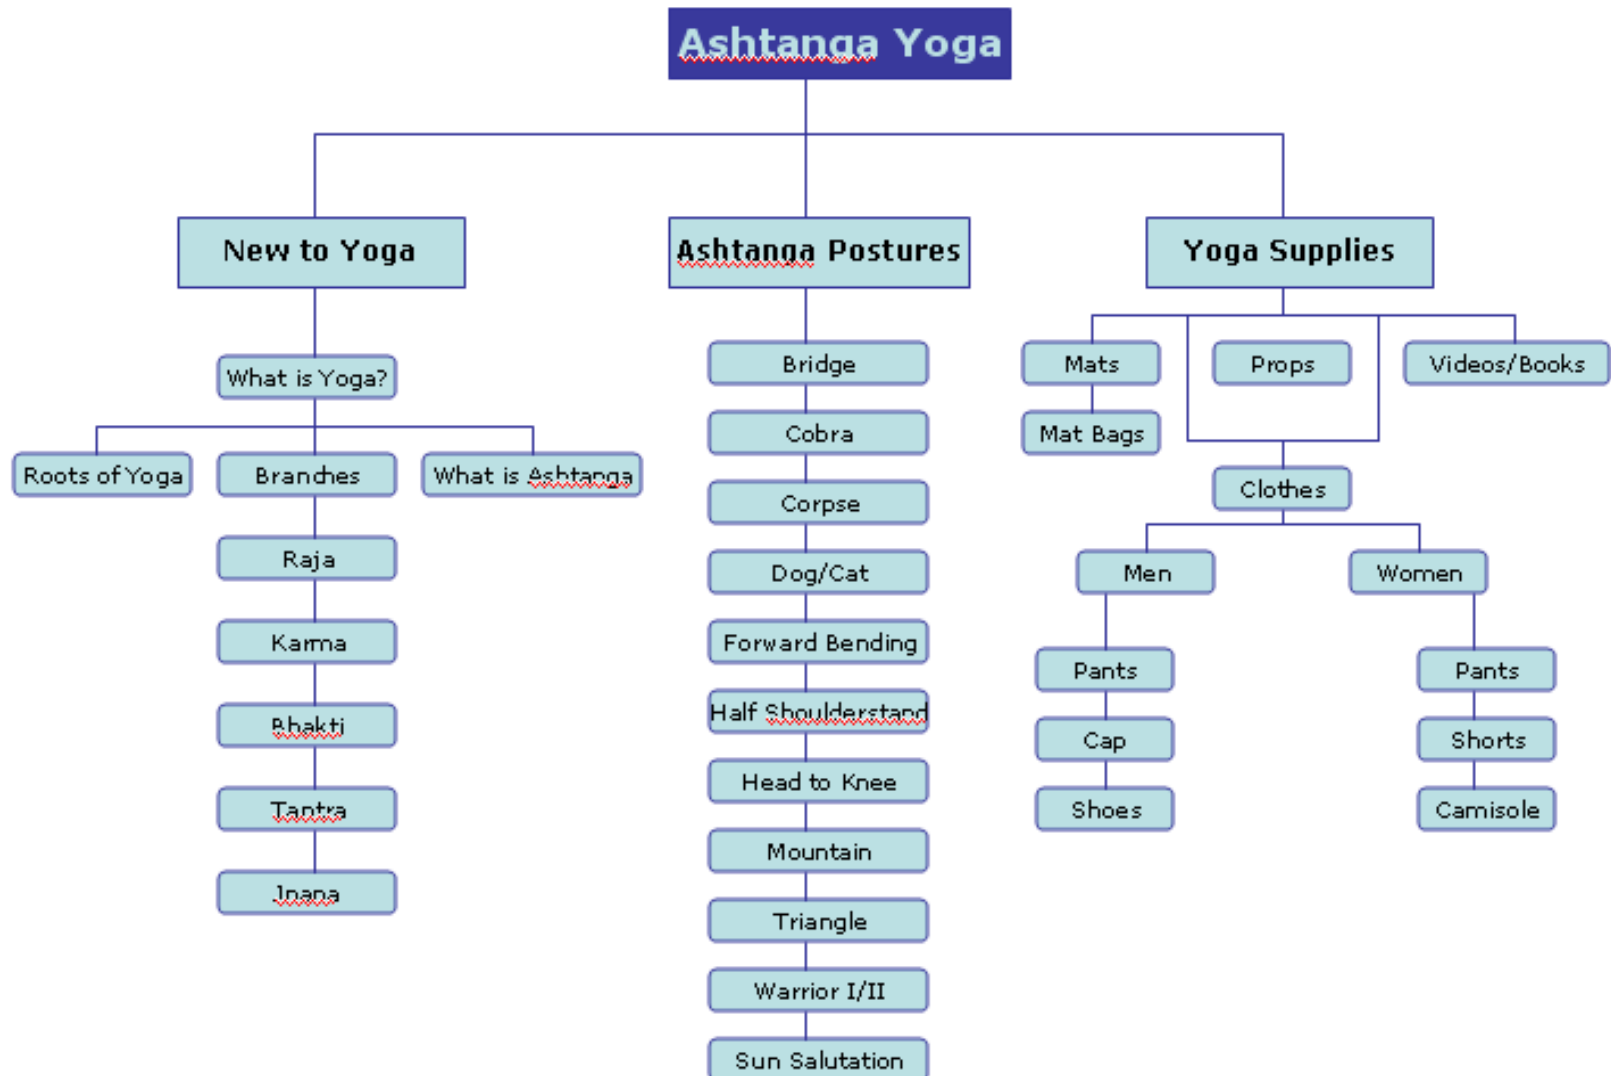 Ashtanga Yoga
New to Yoga
What is Yoga?
Roots of Yoga
Branches
What is Ashtanga
Raja
Karma
Bhakti
Tantra
Jnana
Ashtanga Postures
Bridge
Cobra
Corpse
Dog/Cat
Forward Bending
Half Shoulderstand
Head to Knee
Mountain
Triangle
Warrior I/II
Sun Salutation
Yoga Supplies
Mats
Props
Videos/Books
Mat Bags
Clothes
Men
Women
Pants
Cap
Shoes
Pants
Shorts
Camisole